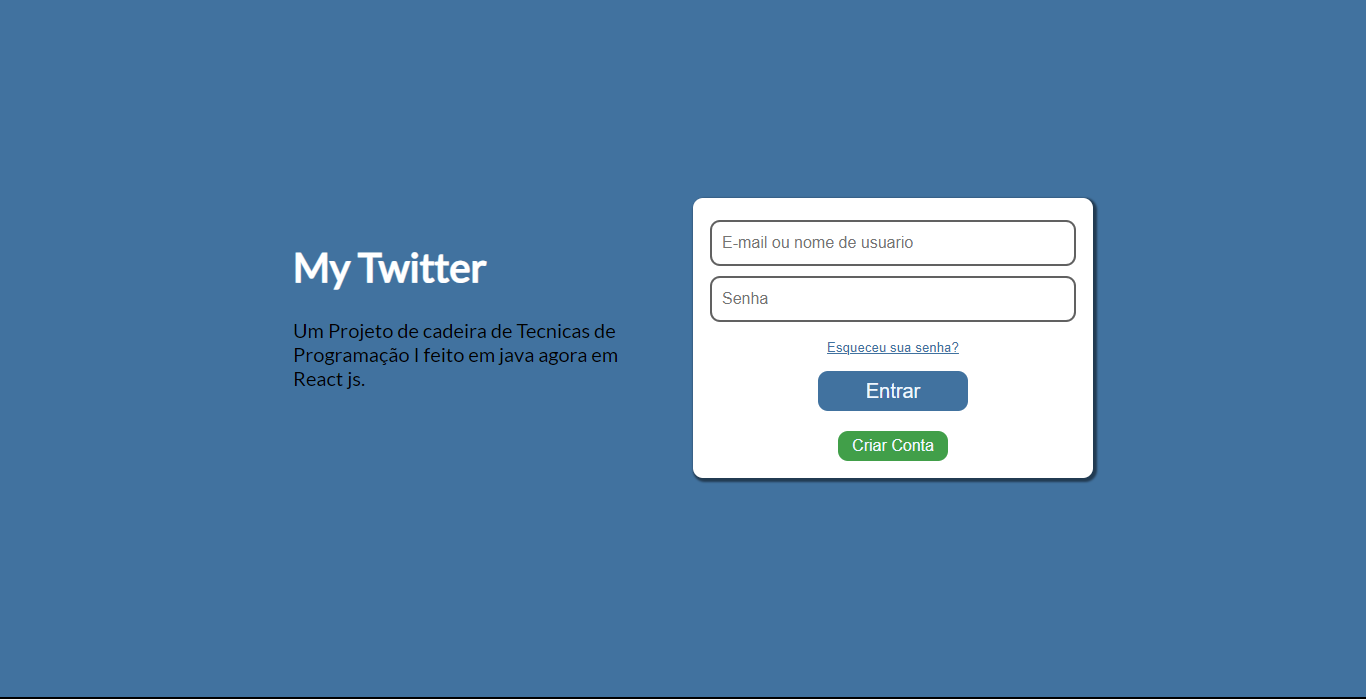 My Twitter
Um Projeto de cadeira de Tecnicas de
Programação I feito em java agora em
React js.
E-mail ou nome de usuario
Senha
Esqueceu sua senha?
Entrar
Criar Conta